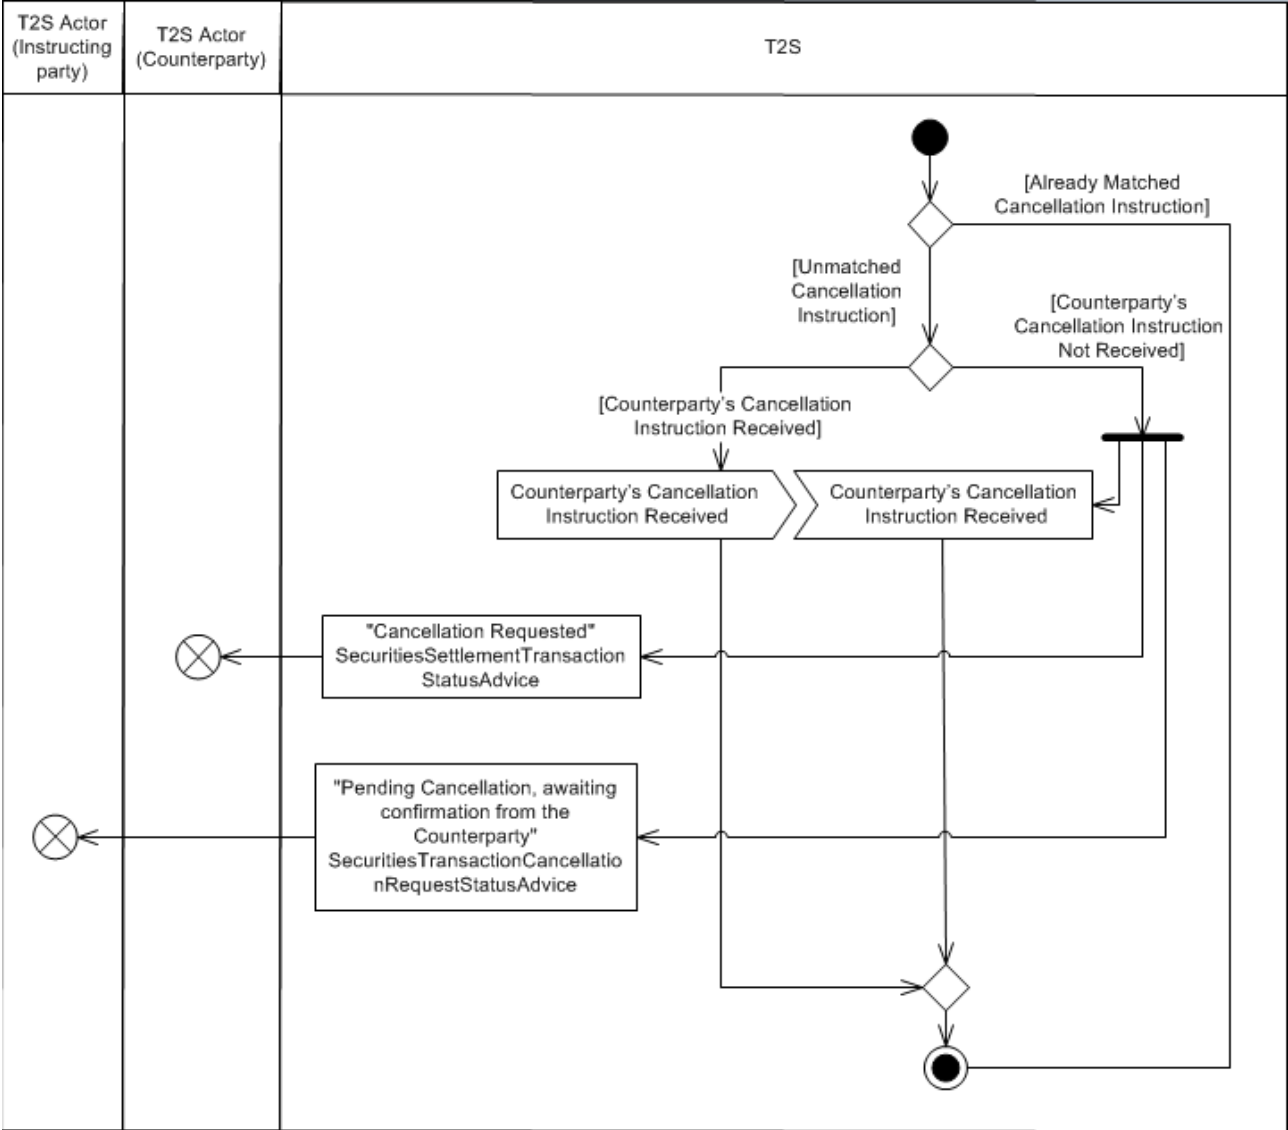 T2S Actor
(Instructing
party)
T2S Actor
(Counterparty)
T2S
[Already Matched
Cancellation Instruction]
[Unmatched
Cancellation
Instruction]
[Counterparty's
Cancellation Instruction
Not Received]
[Counterparty's Cancellation
Instruction Received]
Counterparty's Cancellation
Instruction Received
Counterparty's Cancellation
Instruction Received
"Cancellation Requested"
SecuritiesSettlementTransaction
StatusAdvice
"Pending Cancellation, awaiting
confirmation from the
Counterparty"
SecuritiesTransactionCancellatio
nRequestStatusAdvice